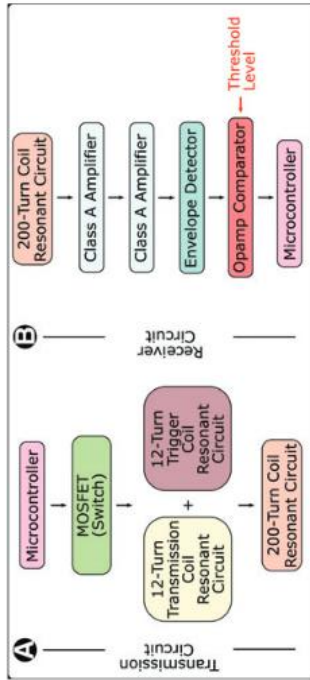 A
Transmission
Circuit
Microcontroller
MOSFET
(Switch)
12-Turn
Transmission
Coil
Resonant
Circuit
+
12-Turn
Trigger
Coil
Resonant
Circuit
200-Turn Coil
Resonant Circuit
B
Receiver
Circuit
200-Turn Coil
Resonant Circuit
Class A Amplifier
Class A Amplifier
Envelope Detector
Opamp Comparator
Threshold
Level
Microcontroller